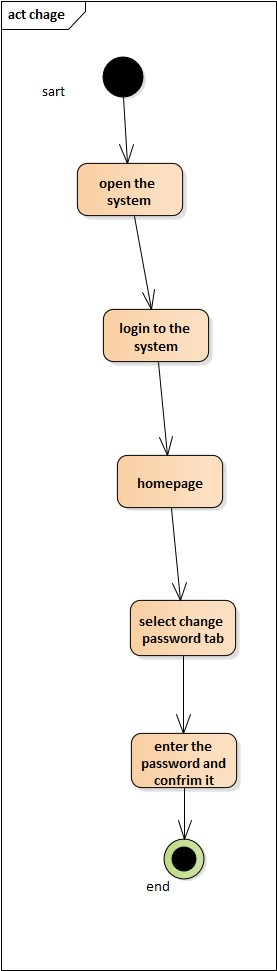 act chage
sart
open the
system
login to the
system
homepage
select change
password tab
enter the
password and
confrim it
end